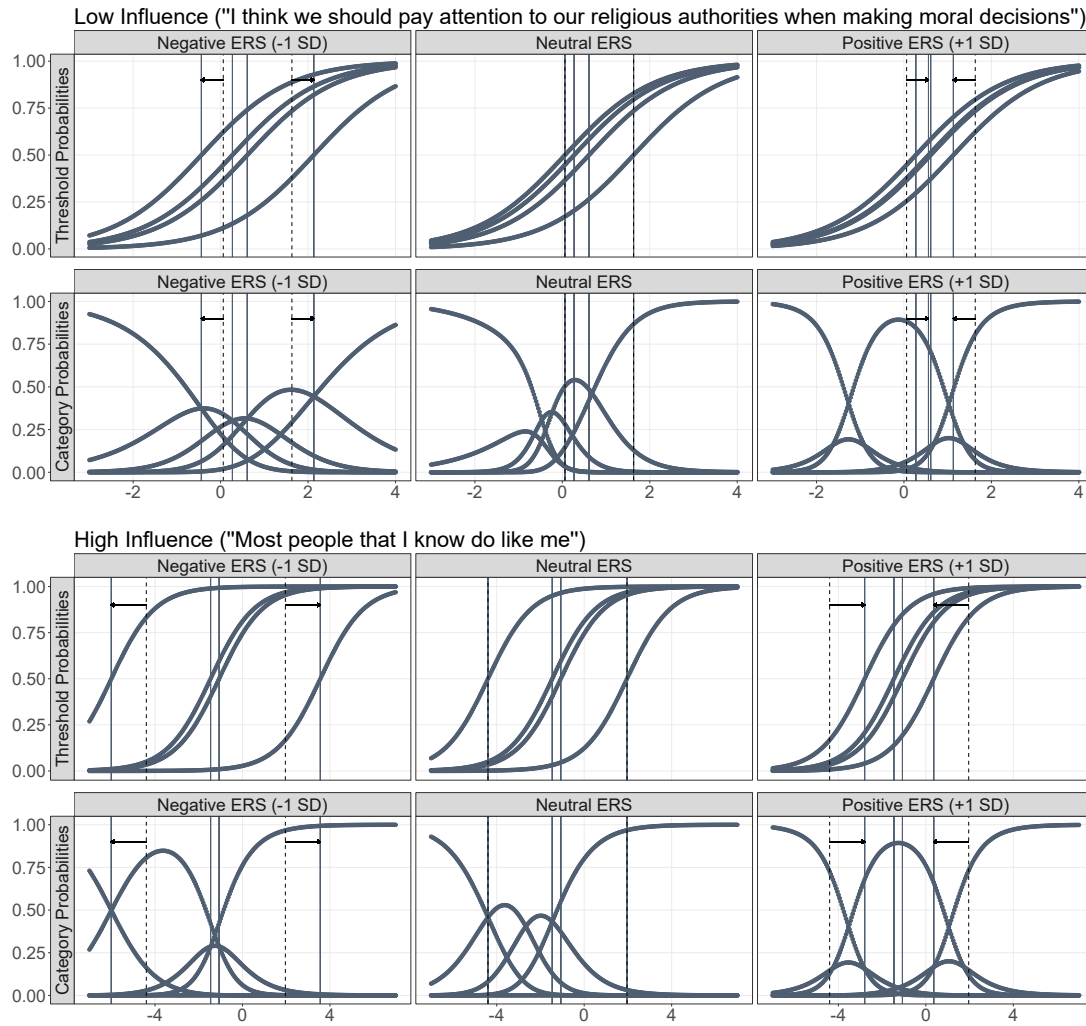 Low Influence ("I think we should pay attention to our religious authorities when making moral decisions")
Negative ERS (-1 SD) Neutral ERS Positive ERS (+1 SD)
Threshold Probabilities
1.00
0.75
0.50
0.25
0.00
Negative ERS (-1 SD) Neutral ERS Positive ERS (+1 SD)
Category Probabilities
1.00
0.75
0.50
0.25
0.00
-2 0 2 4 -2 0 2 4 -2 0 2 4
High Influence ("Most people that I know do like me")
Negative ERS (-1 SD) Neutral ERS Positive ERS (+1 SD)
Threshold Probabilities
1.00
0.75
0.50
0.25
0.00
Negative ERS (-1 SD) Neutral ERS Positive ERS (+1 SD)
Category Probabilities
1.00
0.75
0.50
0.25
0.00
-4 0 4 -4 0 4 -4 0 4